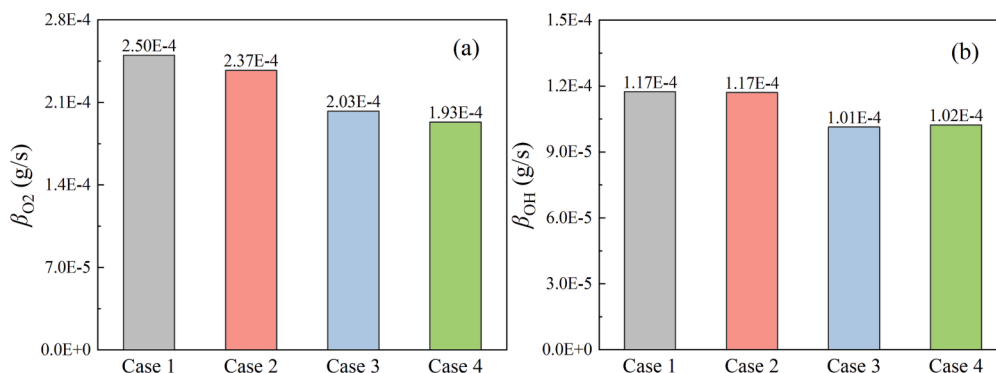 (a)
β_O2 (g/s)
2.8E-4
2.1E-4
1.4E-4
7.0E-5
0.0E+0
2.50E-4
2.37E-4
2.03E-4
1.93E-4
Case 1
Case 2
Case 3
Case 4
(b)
β_OH (g/s)
1.5E-4
1.2E-4
9.0E-5
6.0E-5
3.0E-5
0.0E+0
1.17E-4
1.17E-4
1.01E-4
1.02E-4
Case 1
Case 2
Case 3
Case 4